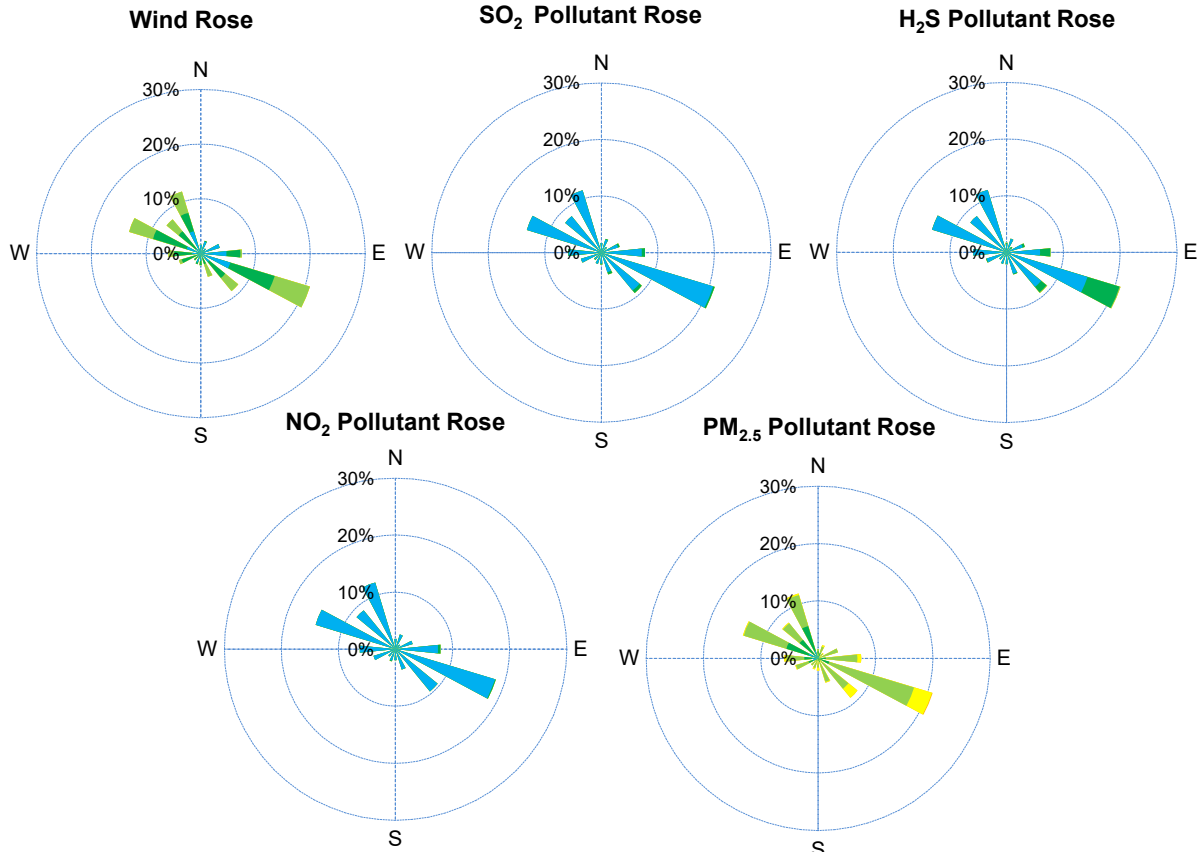 Wind Rose
N
30%
20%
10%
0%
W
E
S
SO₂ Pollutant Rose
N
30%
20%
10%
0%
W
E
S
H₂S Pollutant Rose
N
30%
20%
10%
0%
W
E
S
NO₂ Pollutant Rose
N
30%
20%
10%
0%
W
E
S
PM₂.₅ Pollutant Rose
N
30%
20%
10%
0%
W
E
S